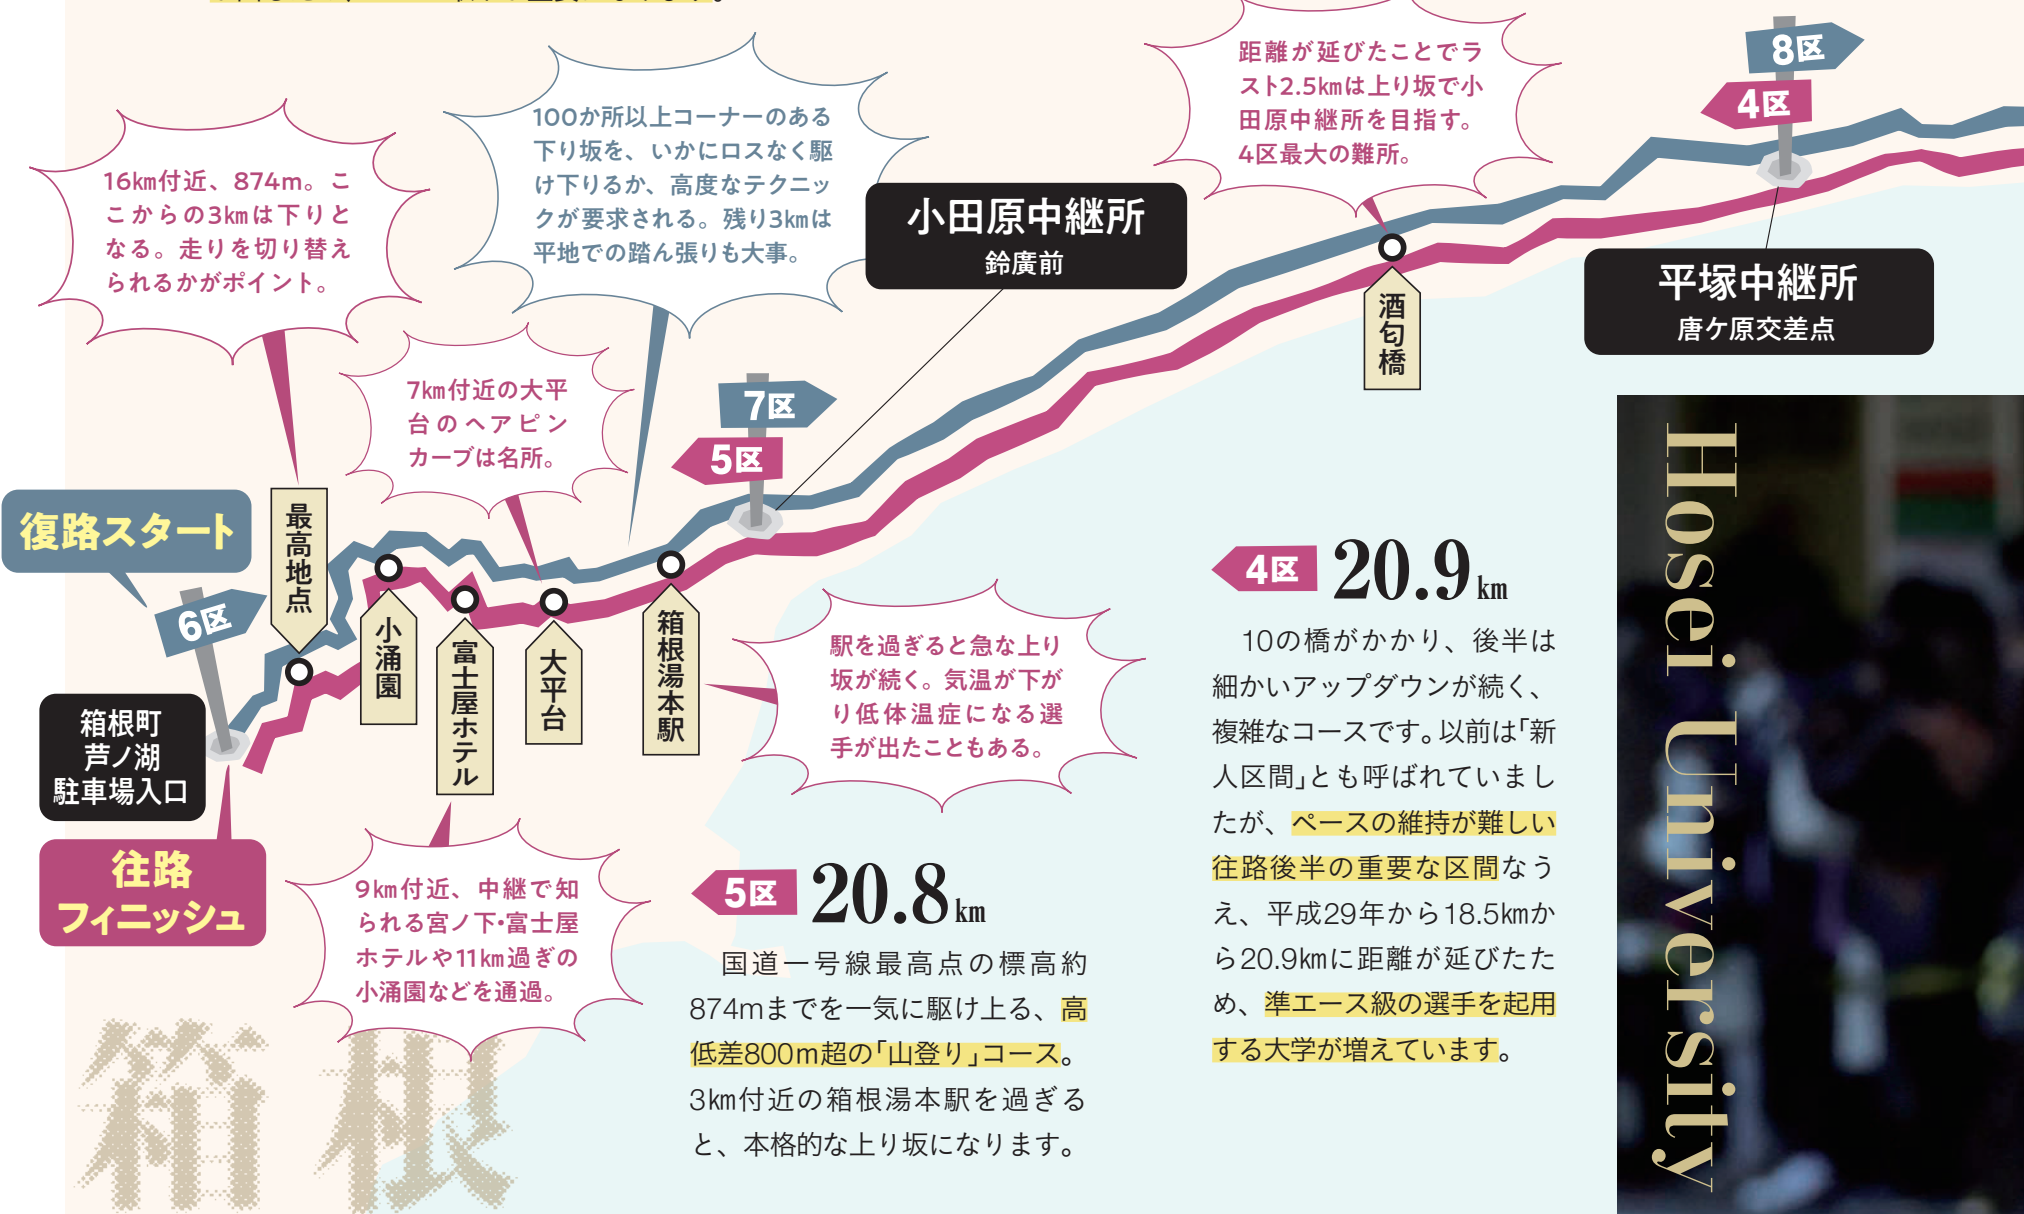 距離が延びたことでラ
スト2.5kmは上り坂で小
田原中継所を目指す。
4区最大の難所。
8区
4区
100か所以上コーナーのある
下り坂を、いかにロスなく駆
け下りるか、高度なテクニッ
クが要求される。残り3kmは
平地での踏ん張りも大事。
16km付近、874m。こ
こからの3kmは下りと
なる。走りを切り替え
られるかがポイント。
小田原中継所
鈴廣前
平塚中継所
唐ケ原交差点
酒匂橋
7km付近の大平
台のヘアピン
カーブは名所。
7区
5区
復路スタート
最高地点
6区
小涌園
富士屋ホテル
大平台
箱根湯本駅
箱根町
芦ノ湖
駐車場入口
往路
フィニッシュ
駅を過ぎると急な上り
坂が続く。気温が下が
り低体温症になる選
手が出たこともある。
9km付近、中継で知
られる宮ノ下・富士屋
ホテルや11km過ぎの
小涌園などを通過。
箱根
5区 20.8km
国道一号線最高点の標高約
874mまでを一気に駆け上る、高
低差800m超の「山登り」コース。
3km付近の箱根湯本駅を過ぎる
と、本格的な上り坂になります。
4区 20.9km
10の橋がかかり、後半は
細かいアップダウンが続く、
複雑なコースです。以前は「新
人区間」とも呼ばれていまし
たが、ペースの維持が難しい
往路後半の重要な区間なう
え、平成29年から18.5kmか
ら20.9kmに距離が延びたた
め、準エース級の選手を起用
する大学が増えています。
Hosei University